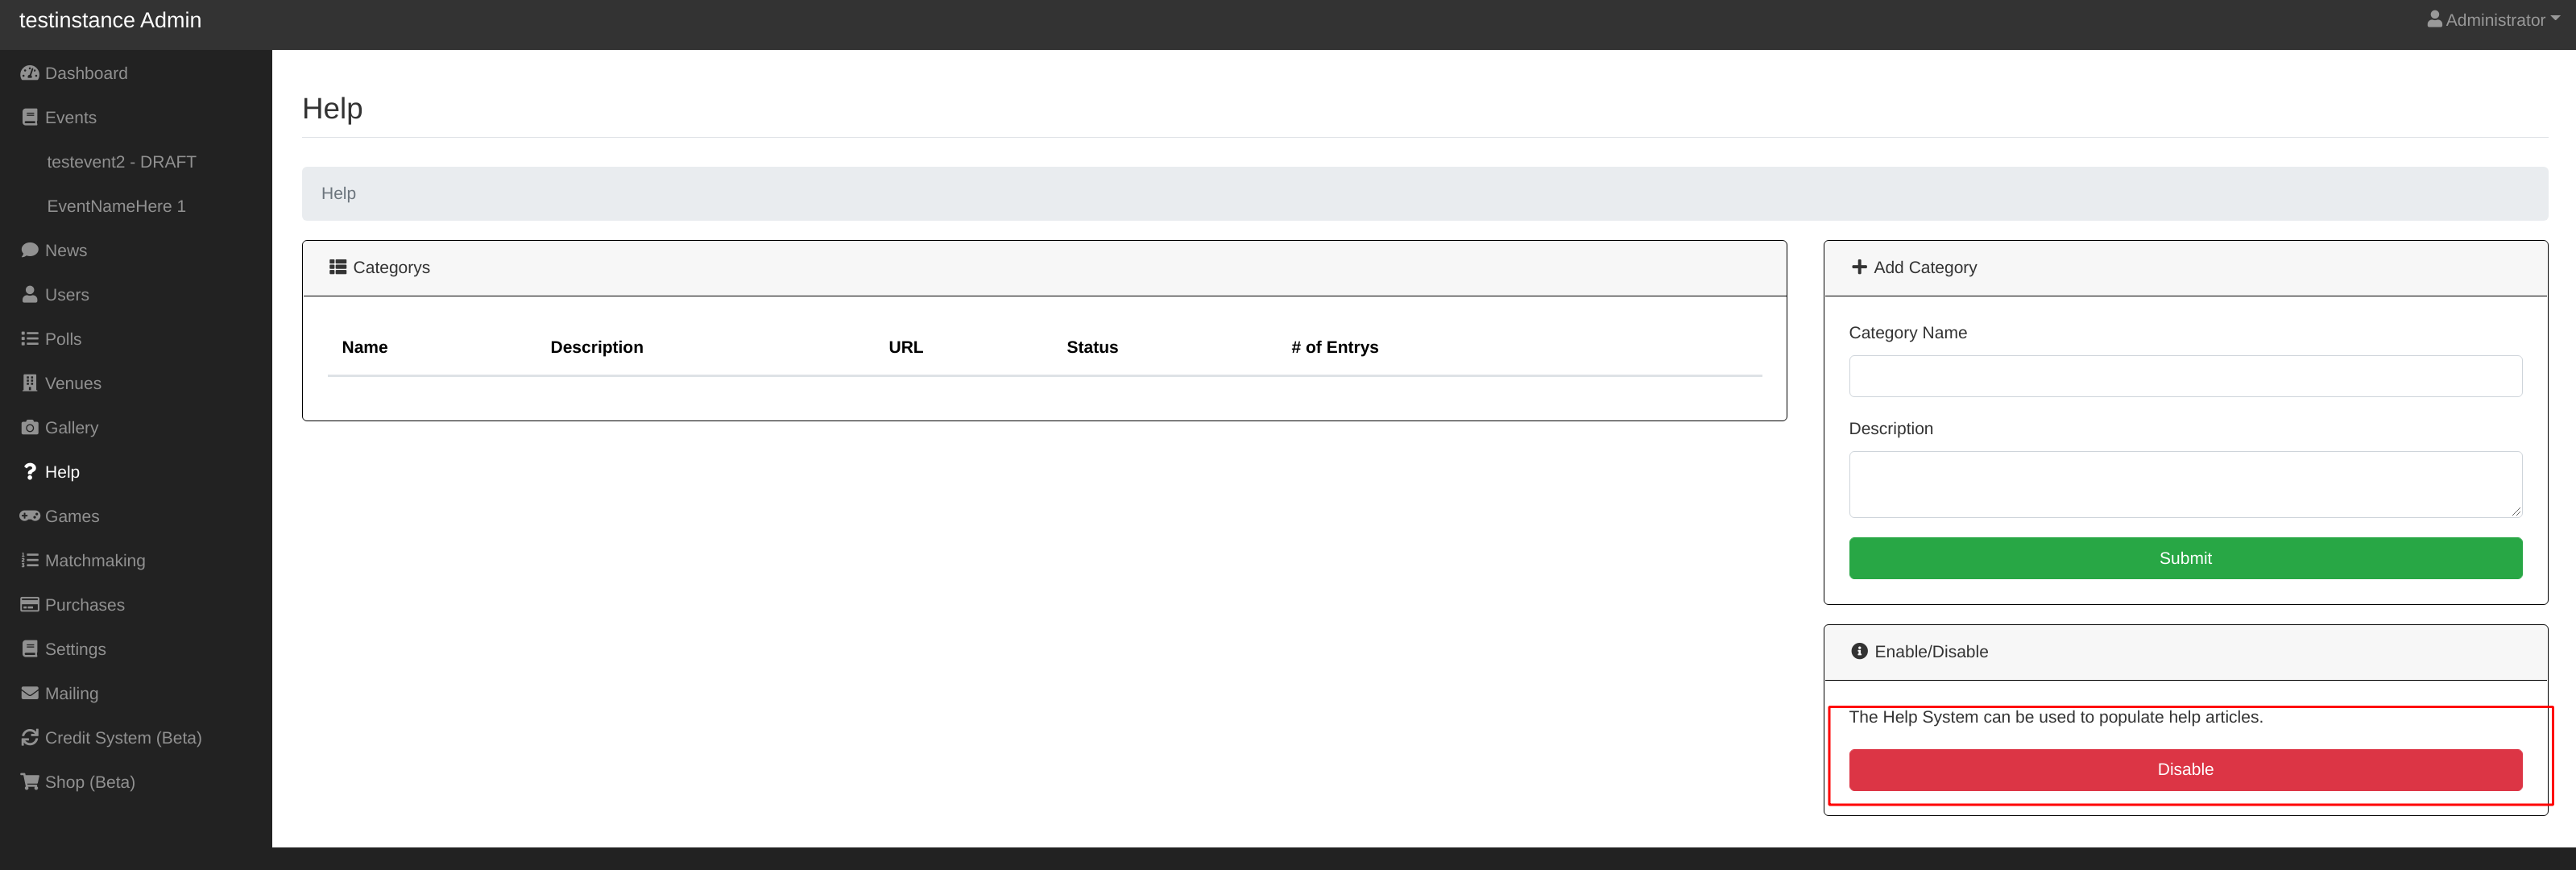 testinstance Admin
Administrator
Dashboard
Events
testevent2 - DRAFT
EventNameHere 1
News
Users
Polls
Venues
Gallery
Help
Games
Matchmaking
Purchases
Settings
Mailing
Credit System (Beta)
Shop (Beta)
Help
Help
Categorys
Name Description URL Status # of Entrys
Add Category
Category Name
Description
Submit
Enable/Disable
The Help System can be used to populate help articles.
Disable